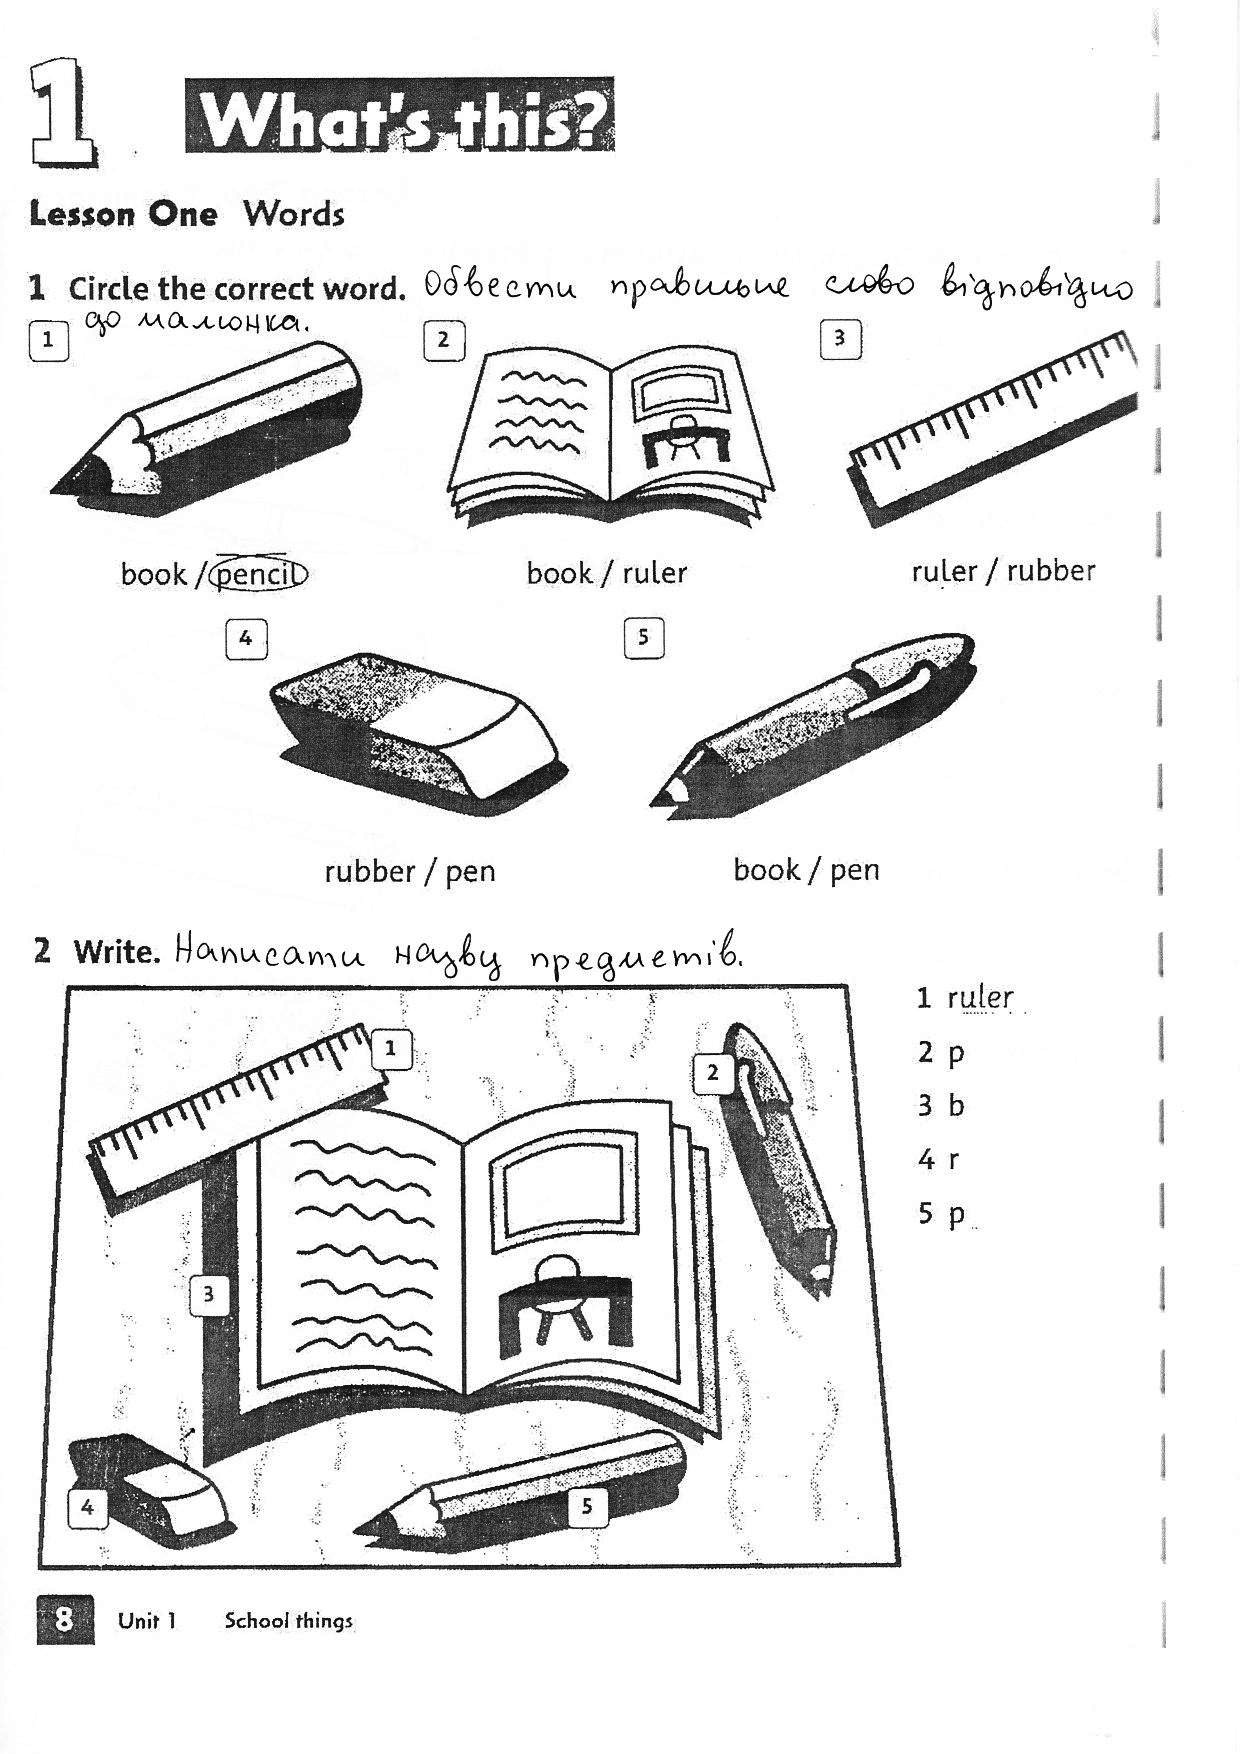 1
What's this?
Lesson One Words
1 Circle the correct word. Обвести правильне слово відповідно
до малюнка.
1
2
3
book / pencil
book / ruler
ruler / rubber
4
5
rubber / pen
book / pen
2 Write. Написати назву предметів.
1
2
3
4
5
1 ruler
2 p
3 b
4 r
5 p
8 Unit 1 School things